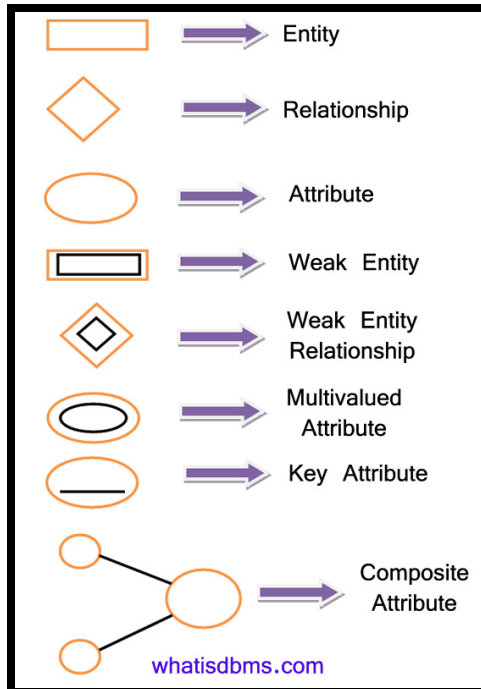 Entity
Relationship
Attribute
Weak Entity
Weak Entity
Relationship
Multivalued
Attribute
Key Attribute
Composite
Attribute
whatisdbms.com